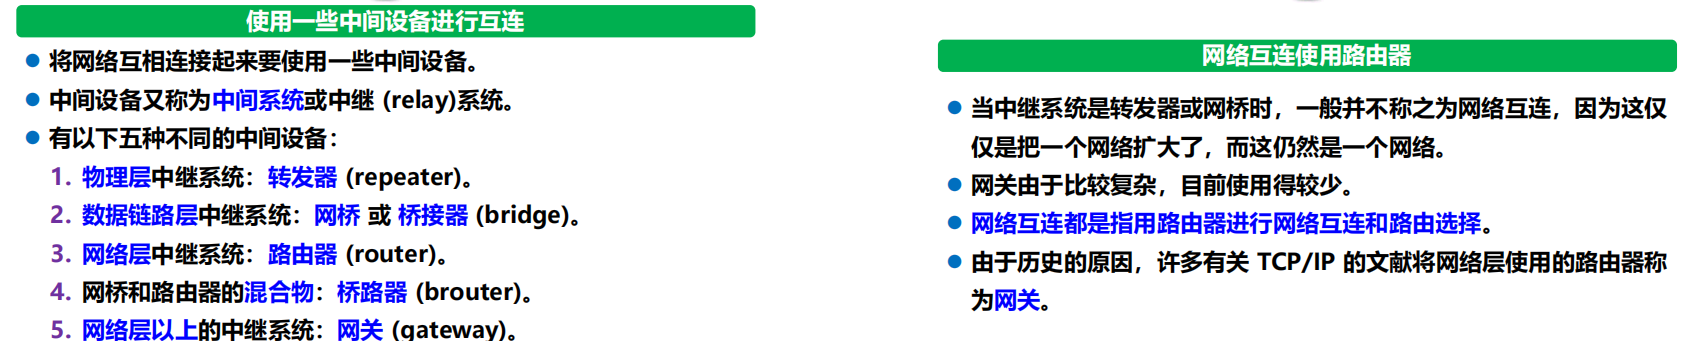 使用一些中间设备进行互连
将网络互相连接起来要使用一些中间设备。
中间设备又称为中间系统或中继 (relay)系统。
有以下五种不同的中间设备：
1. 物理层中继系统：转发器 (repeater)。
2. 数据链路层中继系统：网桥 或 桥接器 (bridge)。
3. 网络层中继系统：路由器 (router)。
4. 网桥和路由器的混合物：桥路器 (brouter)。
5. 网络层以上的中继系统：网关 (gateway)。
网络互连使用路由器
当中继系统是转发器或网桥时，一般并不称之为网络互连，因为这仅
仅是把一个网络扩大了，而这仍然是一个网络。
网关由于比较复杂，目前使用得较少。
网络互连都是指用路由器进行网络互连和路由选择。
由于历史的原因，许多有关 TCP/IP 的文献将网络层使用的路由器称
为网关。